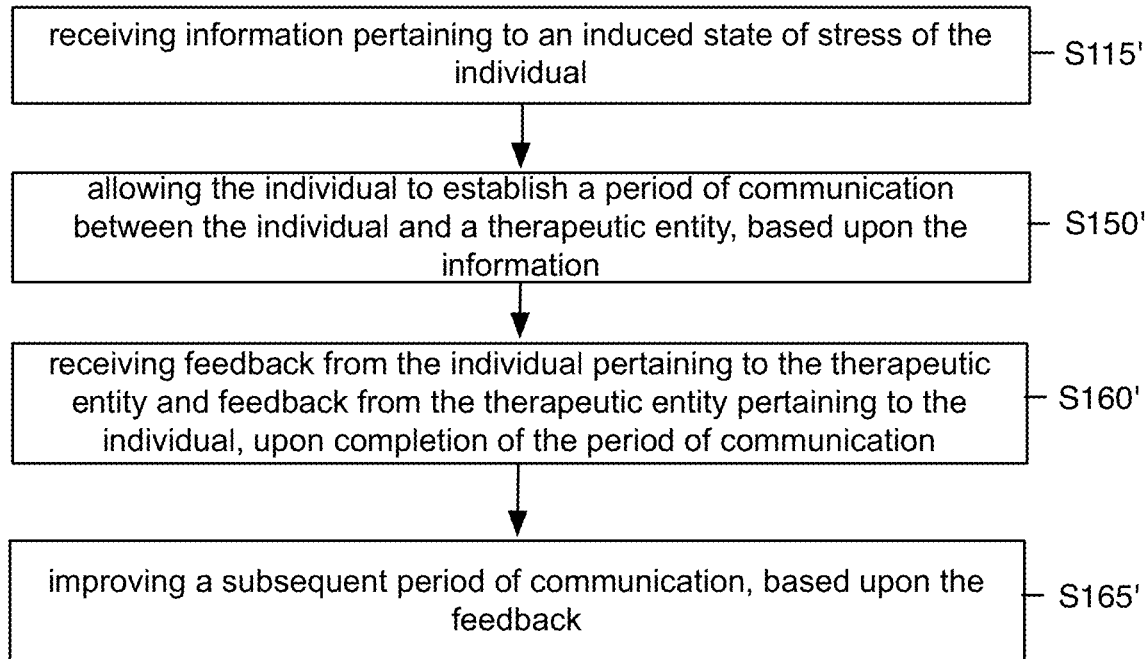 receiving information pertaining to an induced state of stress of the
individual
S115'
allowing the individual to establish a period of communication
between the individual and a therapeutic entity, based upon the
information
S150'
receiving feedback from the individual pertaining to the therapeutic
entity and feedback from the therapeutic entity pertaining to the
individual, upon completion of the period of communication
S160'
improving a subsequent period of communication, based upon the
feedback
S165'